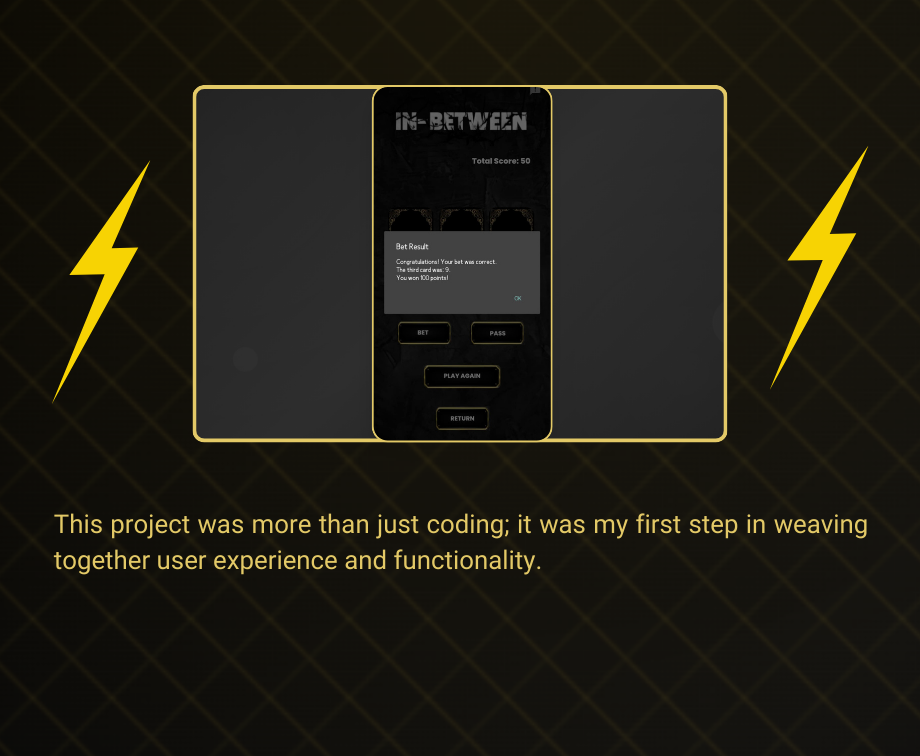 IN-BETWEEN
Total Score: 50
Bet Result
Congratulations! Your bet was correct.
The third card was: 9.
You won 100 points!
OK
BET PASS
PLAY AGAIN
RETURN
This project was more than just coding; it was my first step in weaving
together user experience and functionality.